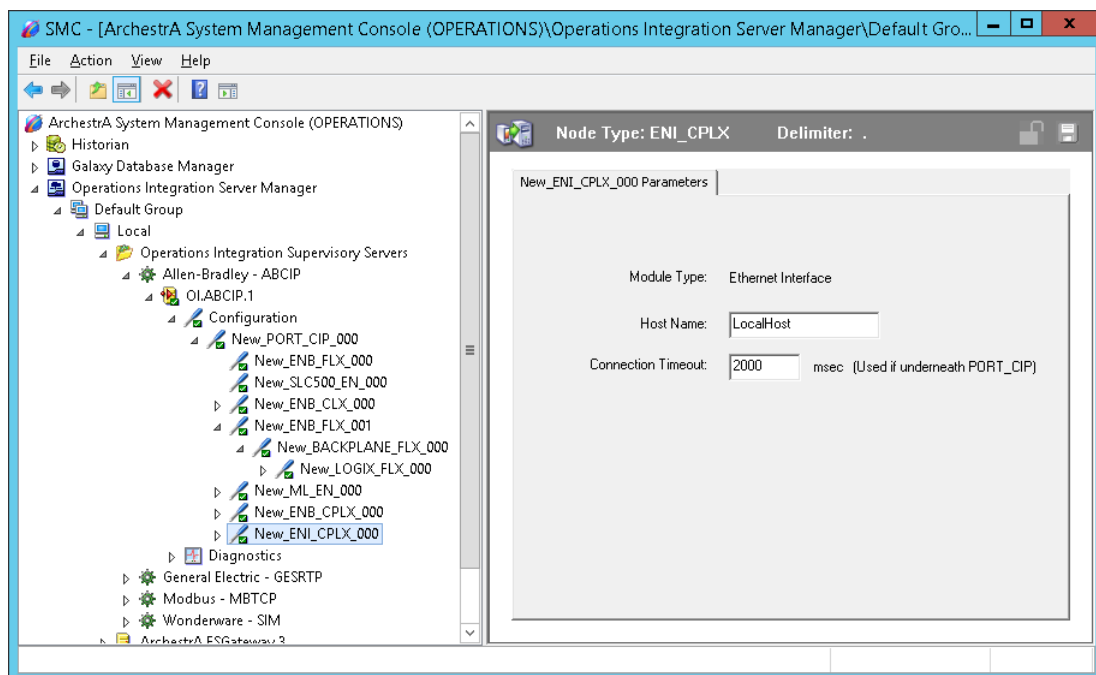 SMC - [ArchestrA System Management Console (OPERATIONS)\Operations Integration Server Manager\Default Gro...
File Action View Help
ArchestrA System Management Console (OPERATIONS)
Historian
Galaxy Database Manager
Operations Integration Server Manager
Default Group
Local
Operations Integration Supervisory Servers
Allen-Bradley - ABCIP
OI.ABCIP.1
Configuration
New_PORT_CIP_000
New_ENB_FLX_000
New_SLC500_EN_000
New_ENB_CLX_000
New_ENB_FLX_001
New_BACKPLANE_FLX_000
New_LOGIX_FLX_000
New_ML_EN_000
New_ENB_CPLX_000
New_ENI_CPLX_000
Diagnostics
General Electric - GESRTP
Modbus - MBTCP
Wonderware - SIM
ArchestrA.FSGateway.3
Node Type: ENI_CPLX Delimiter: .
New_ENI_CPLX_000 Parameters
Module Type: Ethernet Interface
Host Name: LocalHost
Connection Timeout: 2000 msec (Used if underneath PORT_CIP)